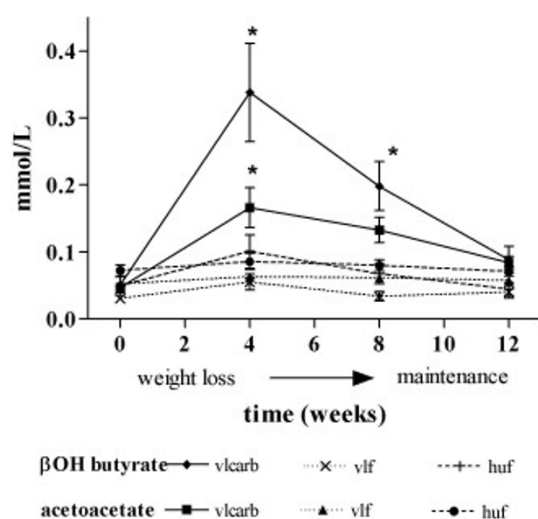 0.4
*
0.3
mmol/L
*
0.2
*
0.1
0.0
0 2 4 6 8 10 12
weight loss maintenance
time (weeks)
βOH butyrate vlcarb vlf huf
acetoacetate vlcarb vlf huf